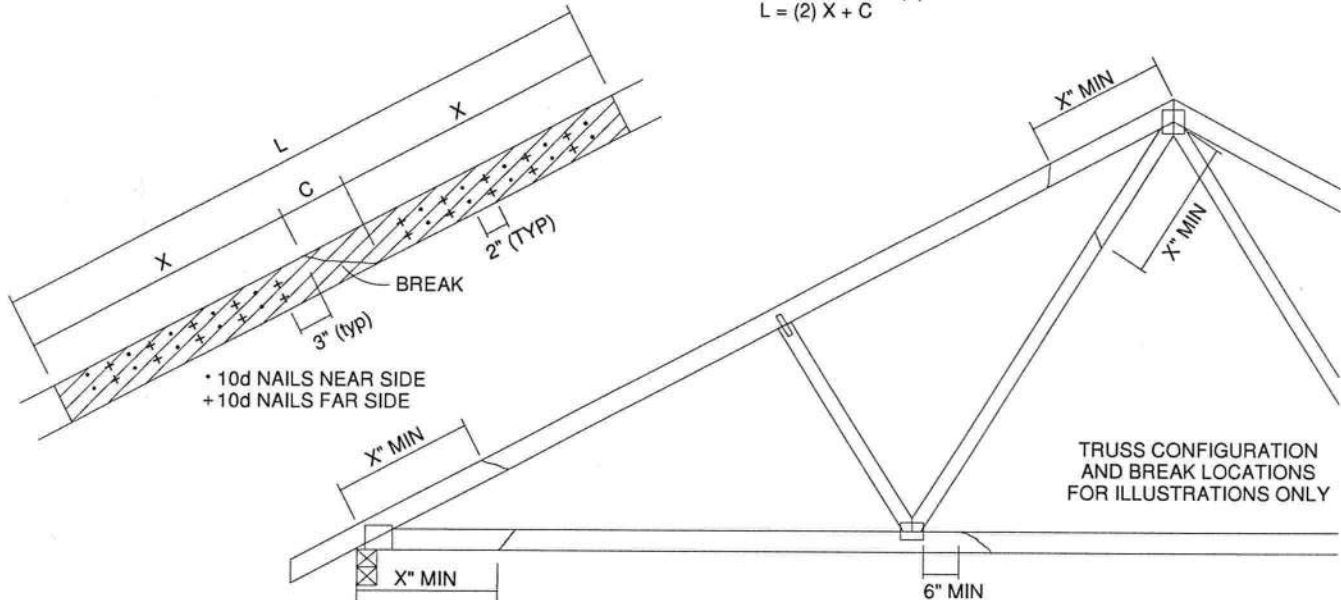 L = (2) X + C
L
X
C
X
2" (TYP)
BREAK
3" (typ)
• 10d NAILS NEAR SIDE
+ 10d NAILS FAR SIDE
X" MIN
X" MIN
X" MIN
TRUSS CONFIGURATION
AND BREAK LOCATIONS
FOR ILLUSTRATIONS ONLY
X" MIN
6" MIN